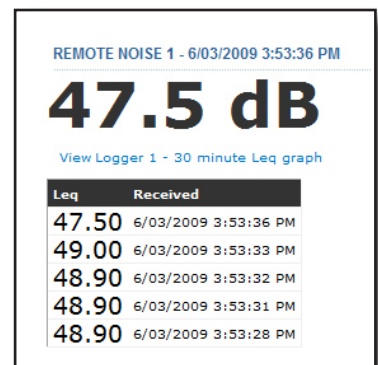 REMOTE NOISE 1 - 6/03/2009 3:53:36 PM
47.5 dB
View Logger 1 - 30 minute Leq graph
Leq Received
47.50 6/03/2009 3:53:36 PM
49.00 6/03/2009 3:53:33 PM
48.90 6/03/2009 3:53:32 PM
48.90 6/03/2009 3:53:31 PM
48.90 6/03/2009 3:53:28 PM